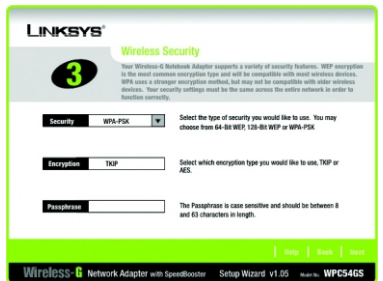 LINKSYS®
Wireless Security
3
Your Wireless-G Notebook Adapter supports a variety of security features. WEP encryption
is the most common encryption type and will be compatible with most wireless devices.
WPA uses a stronger encryption method, but may not be compatible with older wireless
devices. Your security settings must be the same across the entire network in order to
function correctly.
Security WPA-PSK
Select the type of security you would like to use. You may
choose from 64-Bit WEP, 128-Bit WEP or WPA-PSK
Encryption TKIP
Select which encryption type you would like to use, TKIP or
AES.
Passphrase
The Passphrase is case sensitive and should be between 8
and 63 characters in length.
Help Back Next
Wireless-G Network Adapter with SpeedBooster Setup Wizard v1.05 Model No. WPC54GS